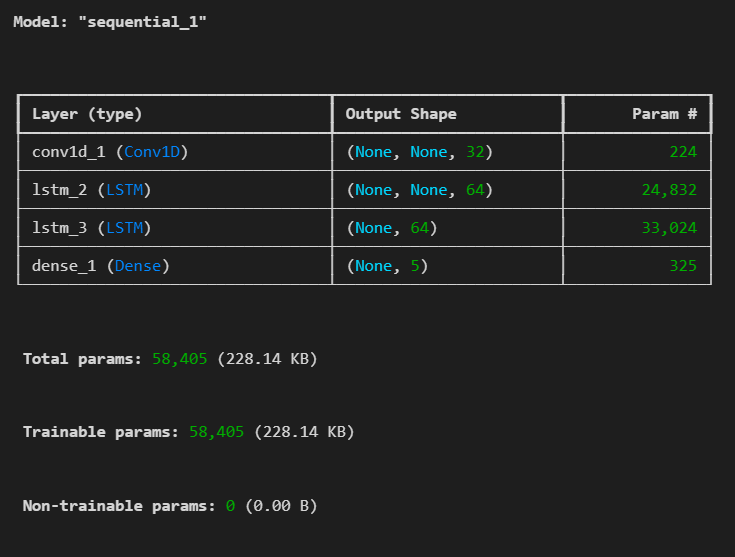 Model: "sequential_1"
Layer (type) Output Shape Param #
conv1d_1 (Conv1D) (None, None, 32) 224
lstm_2 (LSTM) (None, None, 64) 24,832
lstm_3 (LSTM) (None, 64) 33,024
dense_1 (Dense) (None, 5) 325
Total params: 58,405 (228.14 KB)
Trainable params: 58,405 (228.14 KB)
Non-trainable params: 0 (0.00 B)